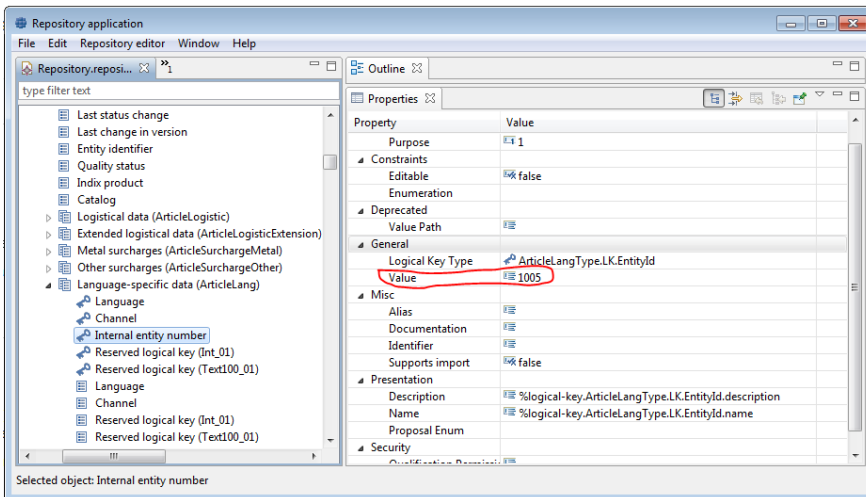 Repository application
File Edit Repository editor Window Help
Repository.reposi... »1
type filter text
Last status change
Last change in version
Entity identifier
Quality status
Indix product
Catalog
Logistical data (ArticleLogistic)
Extended logistical data (ArticleLogisticExtension)
Metal surcharges (ArticleSurchargeMetal)
Other surcharges (ArticleSurchargeOther)
Language-specific data (ArticleLang)
Language
Channel
Internal entity number
Reserved logical key (Int_01)
Reserved logical key (Text100_01)
Language
Channel
Reserved logical key (Int_01)
Reserved logical key (Text100_01)
Outline
Properties
Property Value
Purpose 1
Constraints
Editable false
Enumeration
Deprecated
Value Path
General
Logical Key Type ArticleLangType.LK.EntityId
Value 1005
Misc
Alias
Documentation
Identifier
Supports import false
Presentation
Description %logical-key.ArticleLangType.LK.EntityId.description
Name %logical-key.ArticleLangType.LK.EntityId.name
Proposal Enum
Security
Selected object: Internal entity number